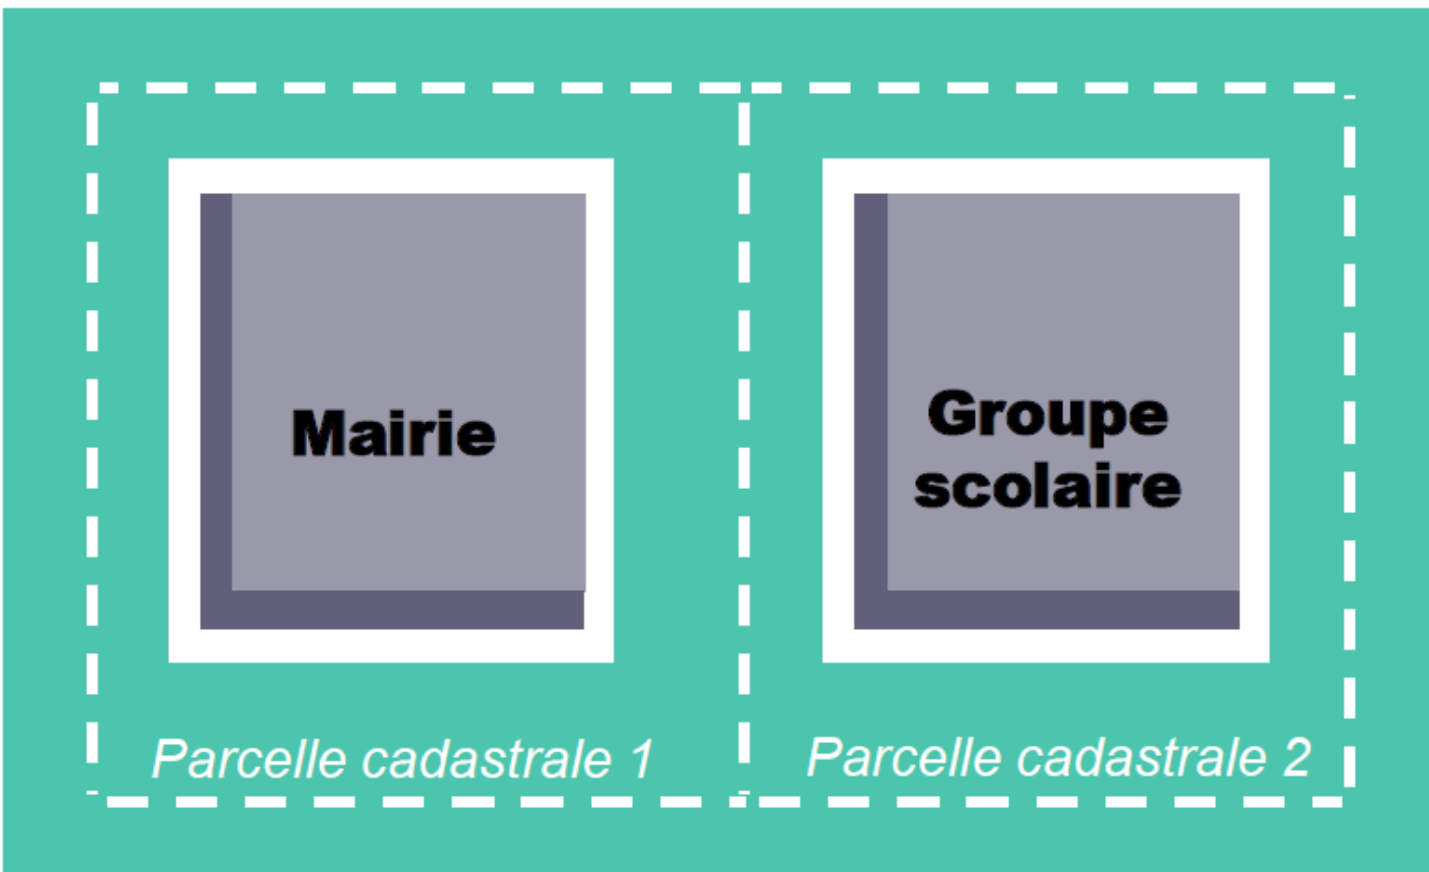 Mairie
Groupe
scolaire
Parcelle cadastrale 1
Parcelle cadastrale 2